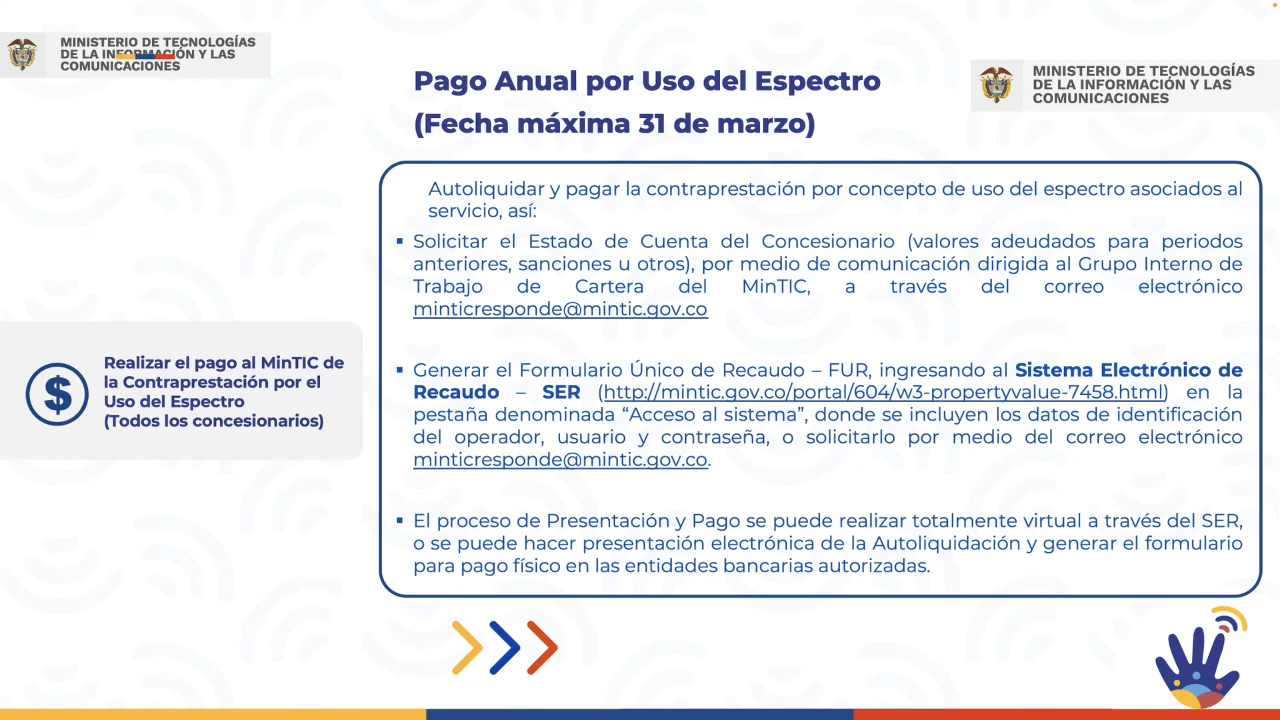 MINISTERIO DE TECNOLOGÍAS
DE LA INFORMACIÓN Y LAS
COMUNICACIONES
Pago Anual por Uso del Espectro
(Fecha máxima 31 de marzo)
MINISTERIO DE TECNOLOGÍAS
DE LA INFORMACIÓN Y LAS
COMUNICACIONES
Realizar el pago al MinTIC de
la Contraprestación por el
Uso del Espectro
(Todos los concesionarios)
Autoliquidar y pagar la contraprestación por concepto de uso del espectro asociados al
servicio, así:
▪ Solicitar el Estado de Cuenta del Concesionario (valores adeudados para periodos
anteriores, sanciones u otros), por medio de comunicación dirigida al Grupo Interno de
Trabajo de Cartera del MinTIC, a través del correo electrónico
minticresponde@mintic.gov.co
▪ Generar el Formulario Único de Recaudo – FUR, ingresando al Sistema Electrónico de
Recaudo – SER (http://mintic.gov.co/portal/604/w3-propertyvalue-7458.html) en la
pestaña denominada “Acceso al sistema”, donde se incluyen los datos de identificación
del operador, usuario y contraseña, o solicitarlo por medio del correo electrónico
minticresponde@mintic.gov.co.
▪ El proceso de Presentación y Pago se puede realizar totalmente virtual a través del SER,
o se puede hacer presentación electrónica de la Autoliquidación y generar el formulario
para pago físico en las entidades bancarias autorizadas.